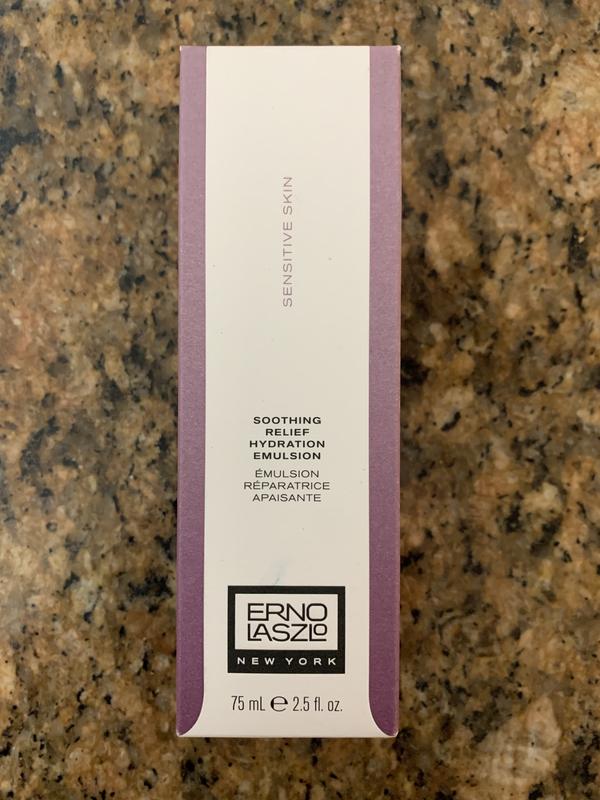 SENSITIVE SKIN
SOOTHING
RELIEF
HYDRATION
EMULSION
ÉMULSION
RÉPARATRICE
APAISANTE
ERNO
LASZLO
NEW YORK
75 mL ℮ 2.5 fl. oz.